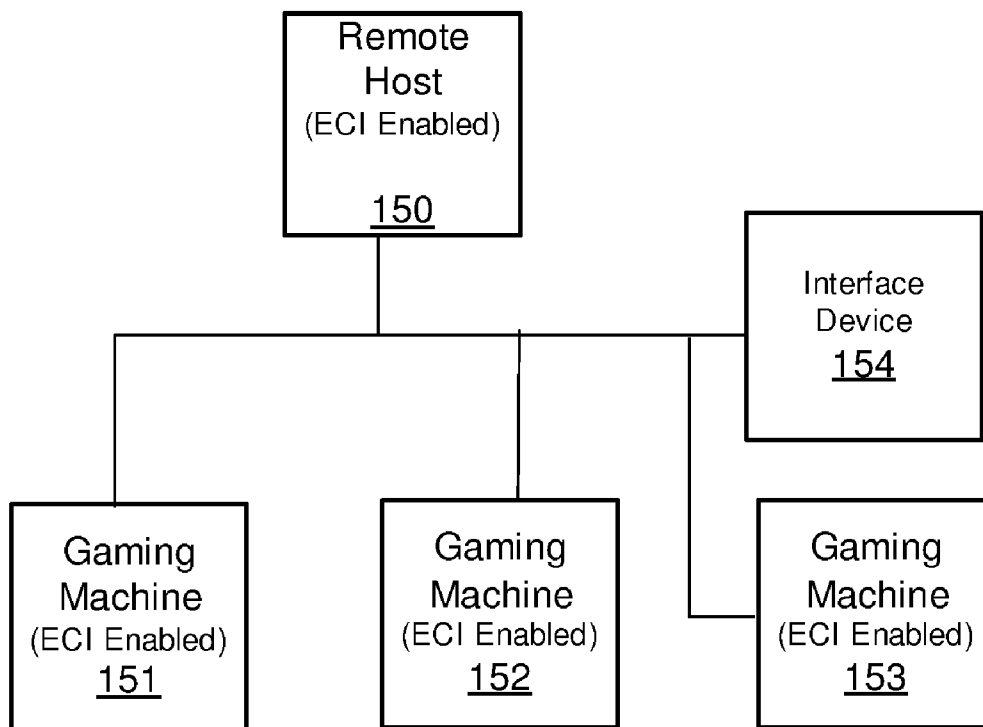 Remote
Host
(ECI Enabled)
150
Interface
Device
154
Gaming
Machine
(ECI Enabled)
151
Gaming
Machine
(ECI Enabled)
152
Gaming
Machine
(ECI Enabled)
153